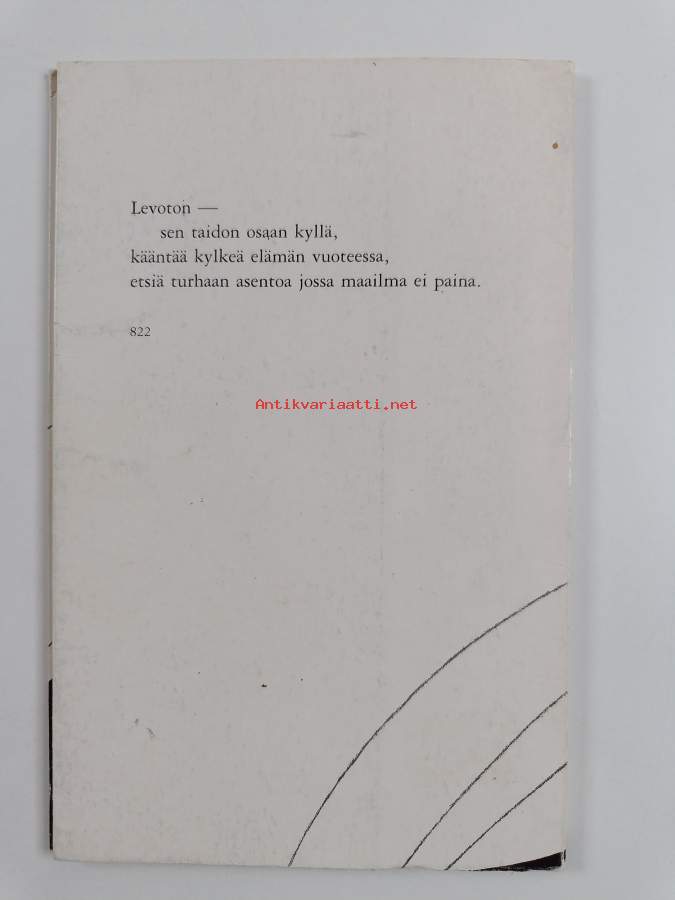 Levoton —
sen taidon osaan kyllä,
kääntää kylkeä elämän vuoteessa,
etsiä turhaan asentoa jossa maailma ei paina.
822
Antikvariaatti.net